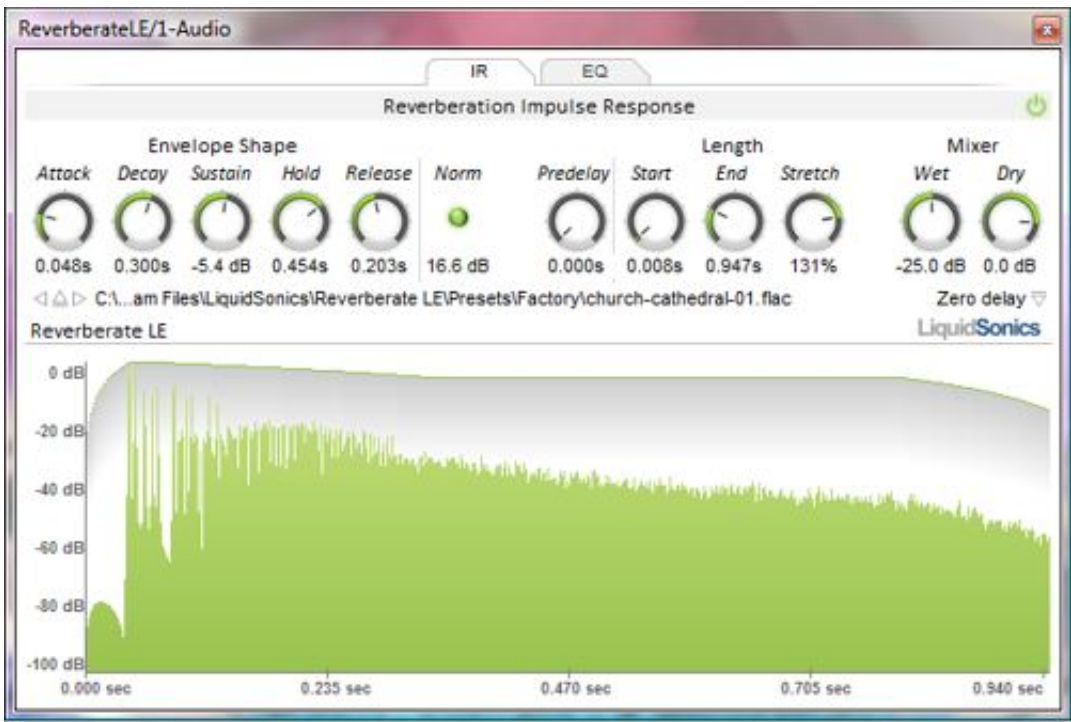 ReverberateLE/1-Audio
IR EQ
Reverberation Impulse Response
Envelope Shape Length Mixer
Attack Decay Sustain Hold Release Norm Predelay Start End Stretch Wet Dry
0.048s 0.300s -5.4 dB 0.454s 0.203s 16.6 dB 0.000s 0.008s 0.947s 131% -25.0 dB 0.0 dB
C:\...am Files\LiquidSonics\Reverberate LE\Presets\Factory\church-cathedral-01.flac Zero delay
Reverberate LE LiquidSonics
0 dB
-20 dB
-40 dB
-60 dB
-80 dB
-100 dB
0.000 sec 0.235 sec 0.470 sec 0.705 sec 0.940 sec